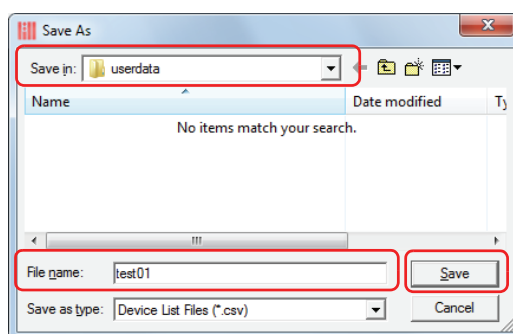 Save As
Save in: userdata
Name Date modified Ty
No items match your search.
File name: test01 Save
Save as type: Device List Files (*.csv) Cancel